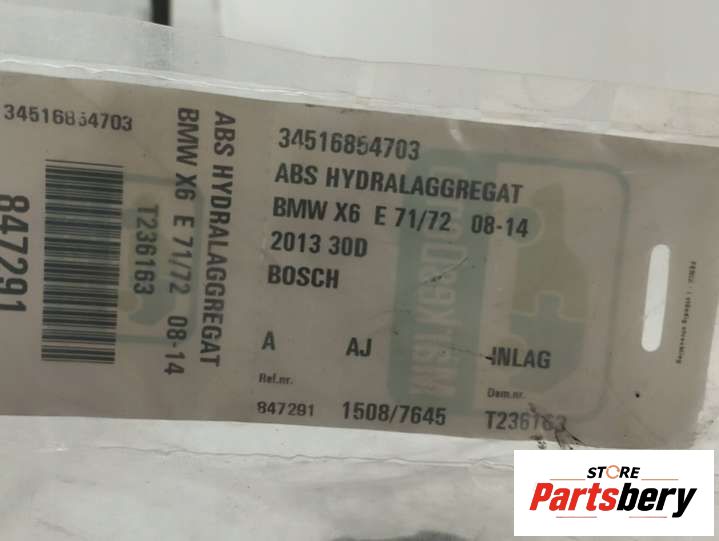 34516854703
ABS HYDRALAGGREGAT
BMW X6 E 71/72 08-14
T236163
847291
34516854703
ABS HYDRALAGGREGAT
BMW X6 E 71/72 08-14
2013 30D
BOSCH
A AJ INLAG
Ref.nr. Dem.nr.
847291 1508/7645 T236163
STORE
Partsbery